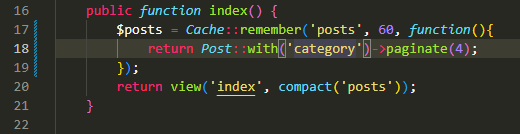 16 public function index() {
17 $posts = Cache::remember('posts', 60, function(){
18 return Post::with('category')->paginate(4);
19 });
20 return view('index', compact('posts'));
21 }
22